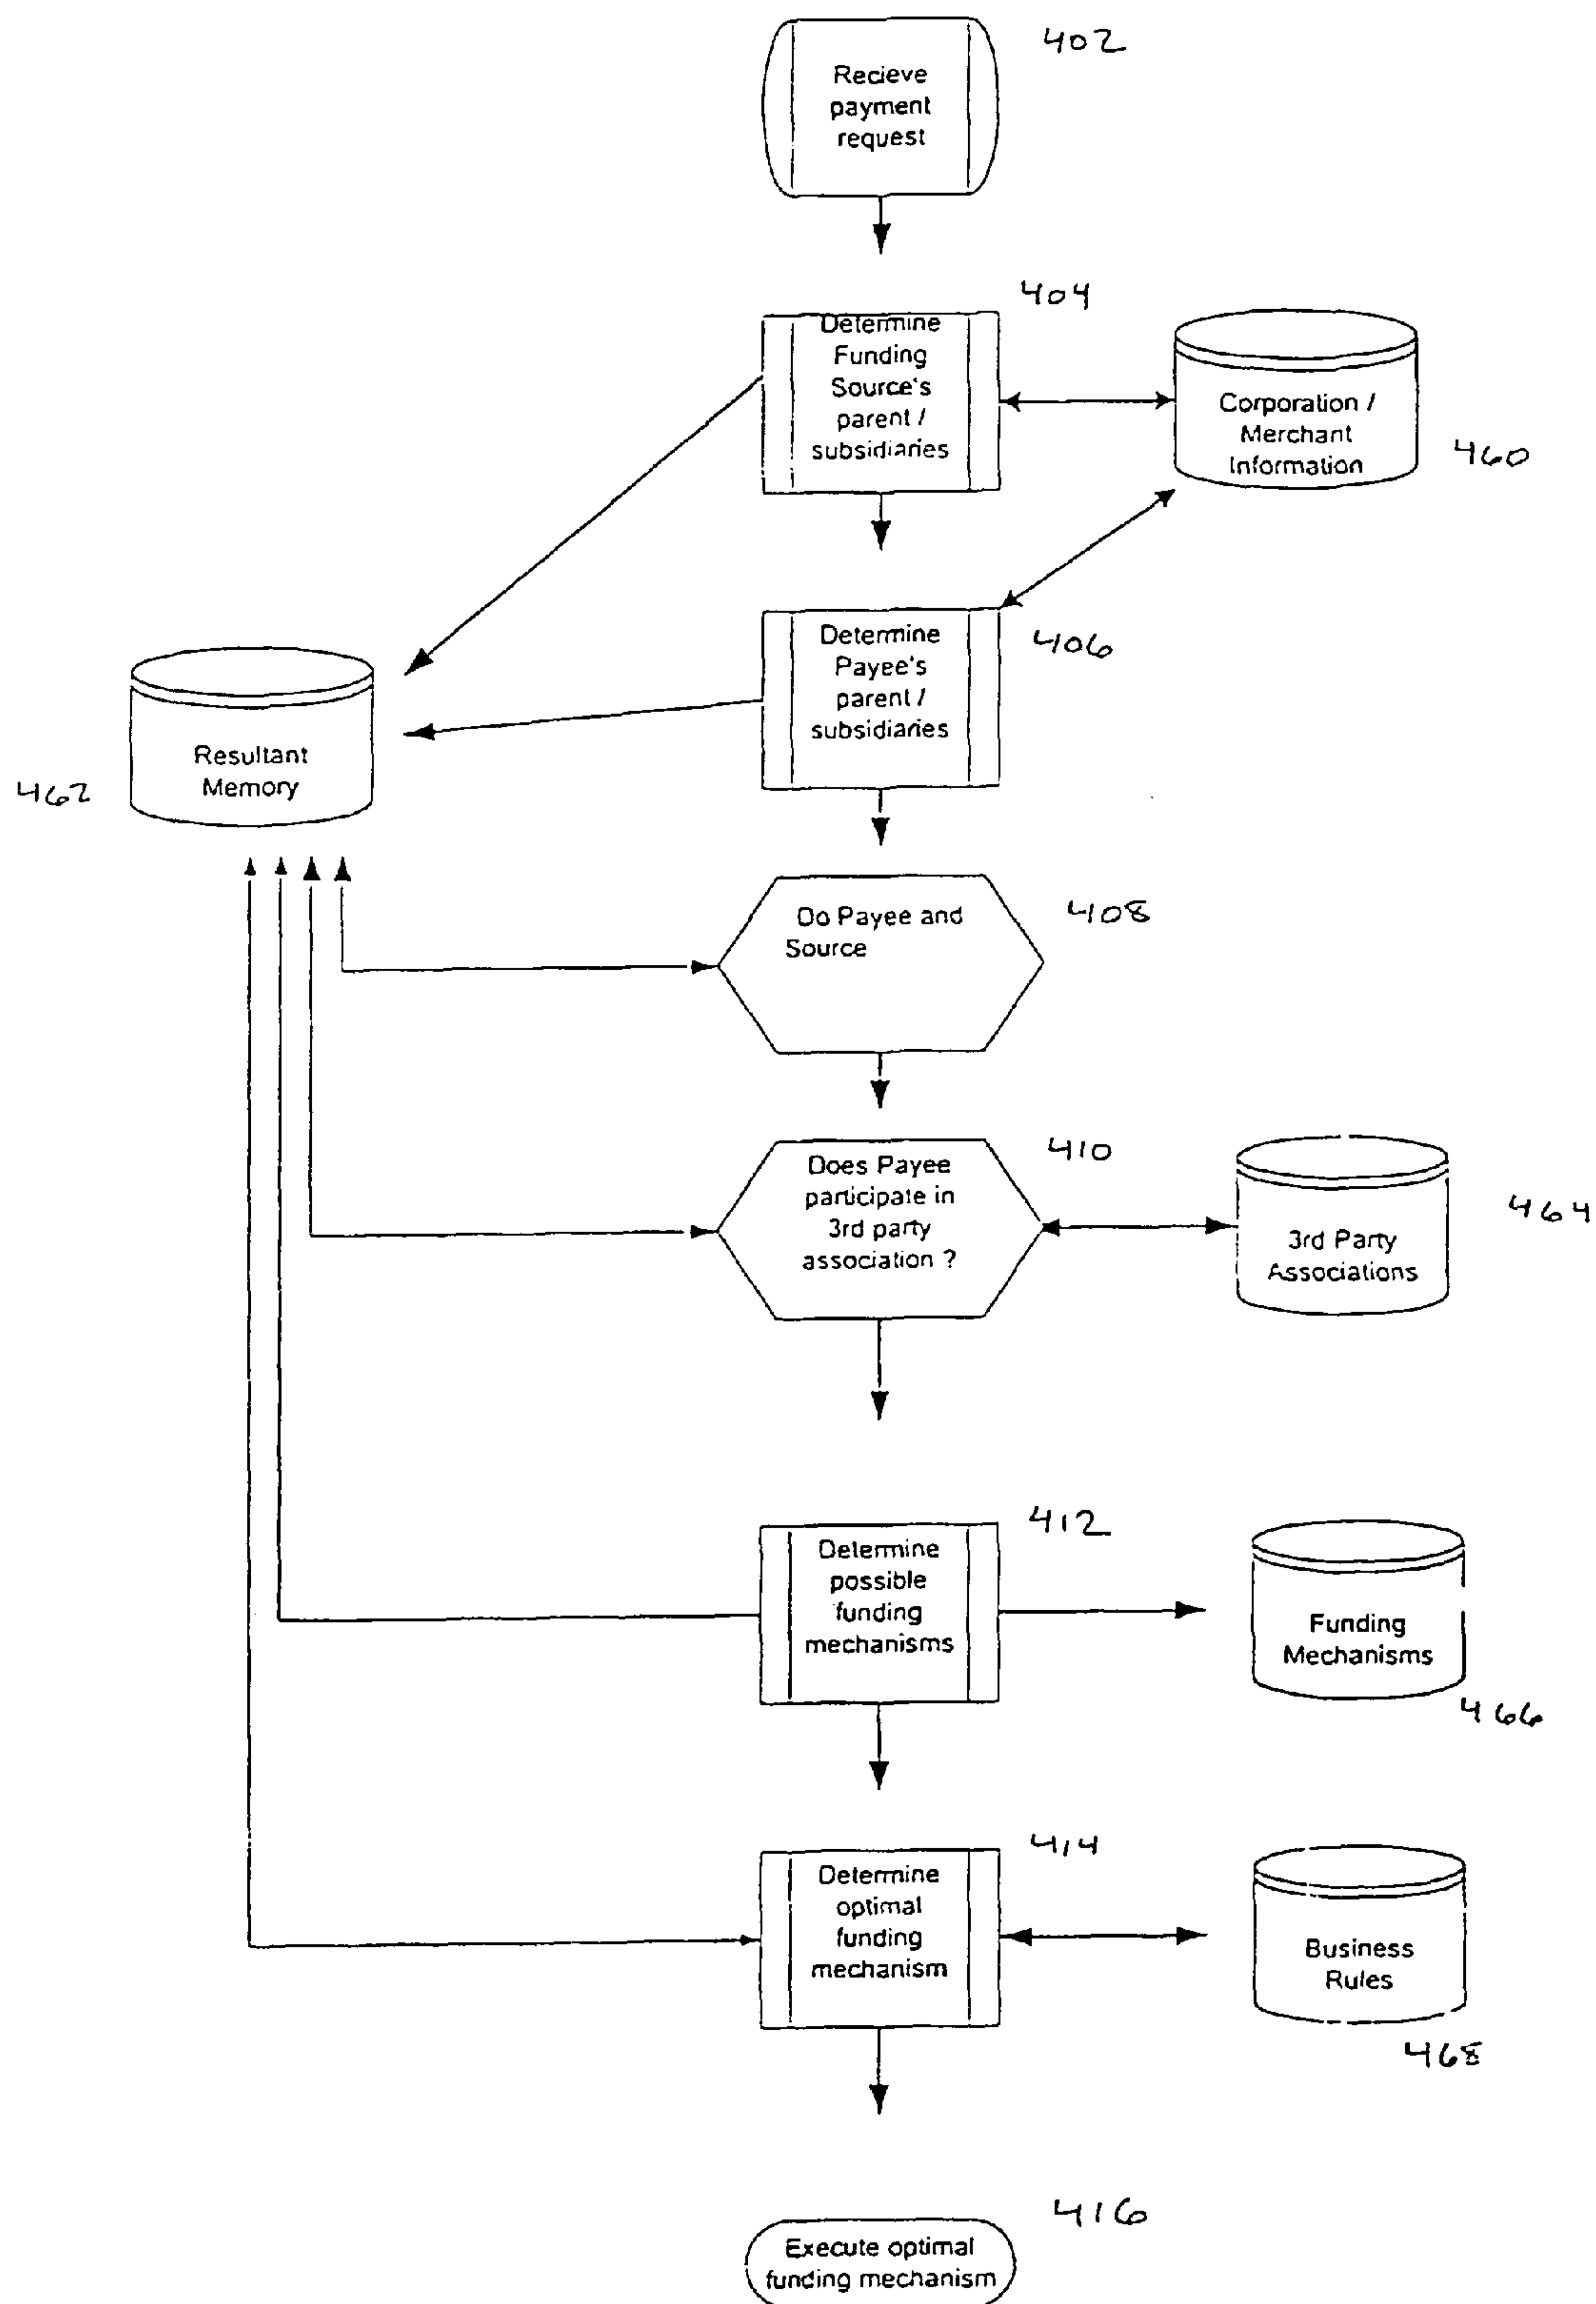 402
Recieve
payment
request
404
Determine
Funding
Source's
parent /
subsidiaries
Corporation /
Merchant
Information
460
406
Determine
Payee's
parent /
subsidiaries
Resultant
Memory
462
408
Do Payee and
Source
410
Does Payee
participate in
3rd party
association ?
464
3rd Party
Associations
412
Determine
possible
funding
mechanisms
Funding
Mechanisms
466
414
Determine
optimal
funding
mechanism
Business
Rules
468
416
Execute optimal
funding mechanism